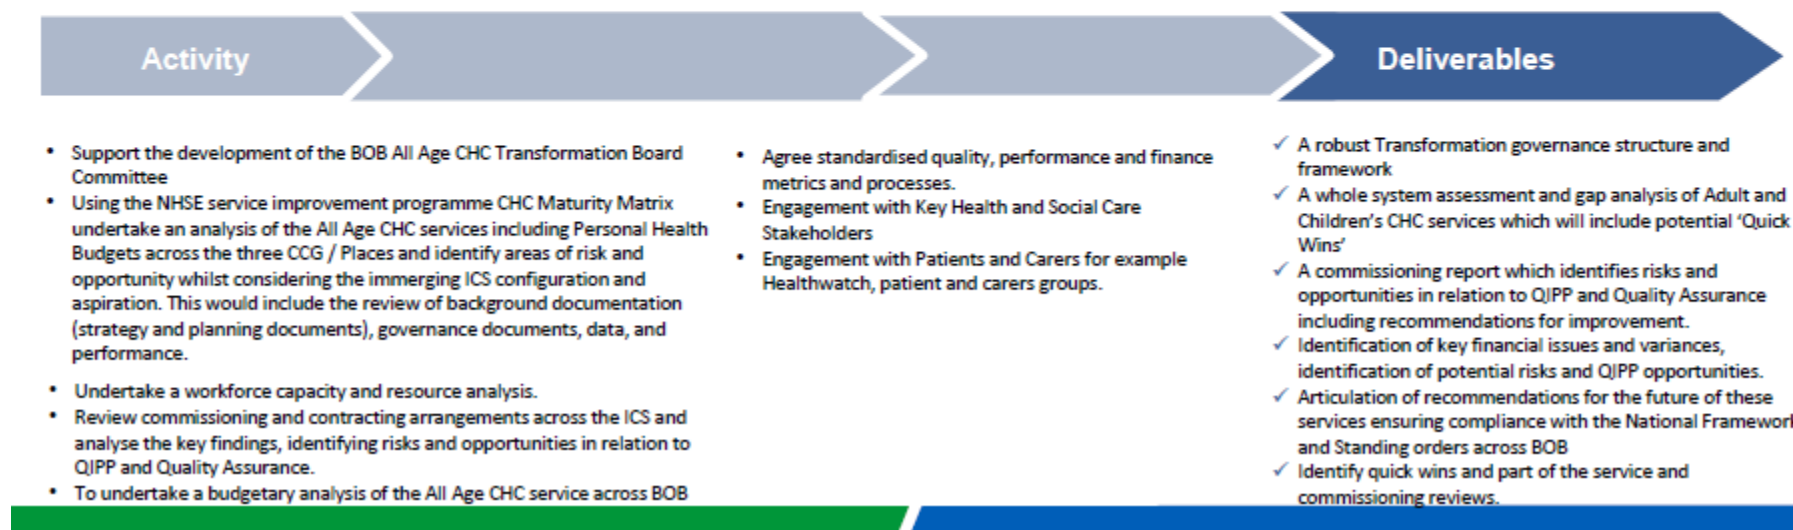 Activity
Deliverables
• Support the development of the BOB All Age CHC Transformation Board
Committee
• Using the NHSE service improvement programme CHC Maturity Matrix
undertake an analysis of the All Age CHC services including Personal Health
Budgets across the three CCG / Places and identify areas of risk and
opportunity whilst considering the immerging ICS configuration and
aspiration. This would include the review of background documentation
(strategy and planning documents), governance documents, data, and
performance.
• Undertake a workforce capacity and resource analysis.
• Review commissioning and contracting arrangements across the ICS and
analyse the key findings, identifying risks and opportunities in relation to
QIPP and Quality Assurance.
• To undertake a budgetary analysis of the All Age CHC service across BOB
• Agree standardised quality, performance and finance
metrics and processes.
• Engagement with Key Health and Social Care
Stakeholders
• Engagement with Patients and Carers for example
Healthwatch, patient and carers groups.
✓ A robust Transformation governance structure and
framework
✓ A whole system assessment and gap analysis of Adult and
Children's CHC services which will include potential 'Quick
Wins'
✓ A commissioning report which identifies risks and
opportunities in relation to QIPP and Quality Assurance
including recommendations for improvement.
✓ Identification of key financial issues and variances,
identification of potential risks and QIPP opportunities.
✓ Articulation of recommendations for the future of these
services ensuring compliance with the National Framework
and Standing orders across BOB
✓ Identify quick wins and part of the service and
commissioning reviews.